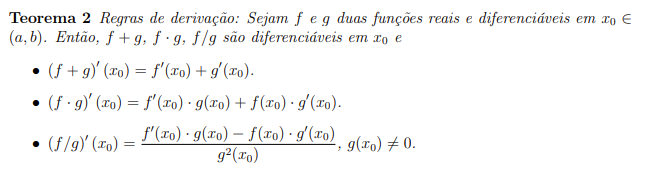 Teorema 2 Regras de derivação: Sejam f e g duas funções reais e diferenciáveis em x₀ ∈
(a, b). Então, f + g, f · g, f/g são diferenciáveis em x₀ e
• (f + g)′ (x₀) = f′(x₀) + g′(x₀).
• (f · g)′ (x₀) = f′(x₀) · g(x₀) + f(x₀) · g′(x₀).
• (f/g)′ (x₀) = (f′(x₀) · g(x₀) − f(x₀) · g′(x₀)) / g²(x₀), g(x₀) ≠ 0.